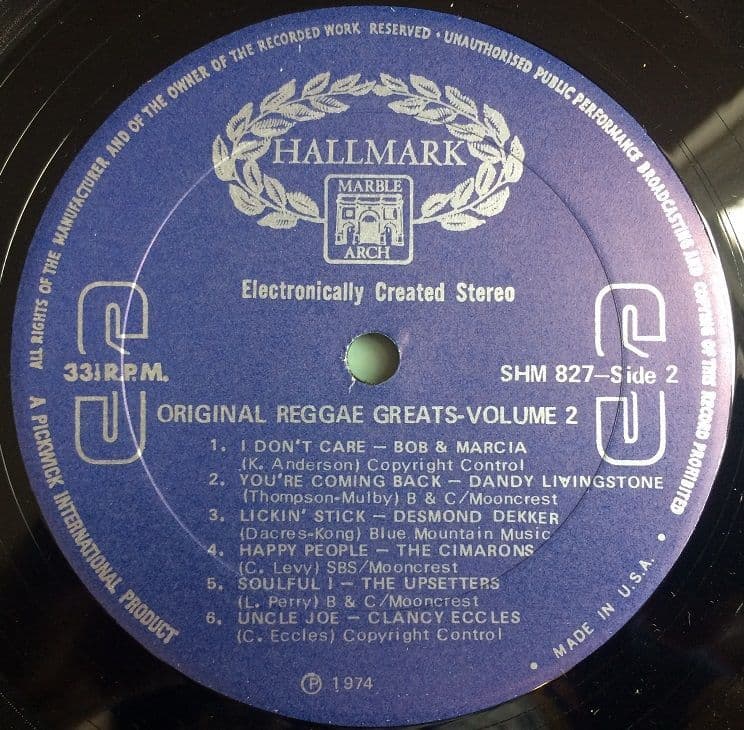 ALL RIGHTS OF THE MANUFACTURER AND OF THE OWNER OF THE RECORDED WORK RESERVED · UNAUTHORISED PUBLIC PERFORMANCE BROADCASTING AND COPYING OF THIS RECORD PROHIBITED
HALLMARK
MARBLE
ARCH
Electronically Created Stereo
33⅓ R.P.M.
SHM 827–Side 2
ORIGINAL REGGAE GREATS-VOLUME 2
1. I DON'T CARE – BOB & MARCIA
(K. Anderson) Copyright Control
2. YOU'RE COMING BACK – DANDY LIVINGSTONE
(Thompson-Mulby) B & C/Mooncrest
3. LICKIN' STICK – DESMOND DEKKER
(Dacres-Kong) Blue Mountain Music
4. HAPPY PEOPLE – THE CIMARONS
(C. Levy) SBS/Mooncrest
5. SOULFUL I – THE UPSETTERS
(L. Perry) B & C/Mooncrest
6. UNCLE JOE – CLANCY ECCLES
(C. Eccles) Copyright Control
℗ 1974
A PICKWICK INTERNATIONAL PRODUCT
• MADE IN U.S.A. •